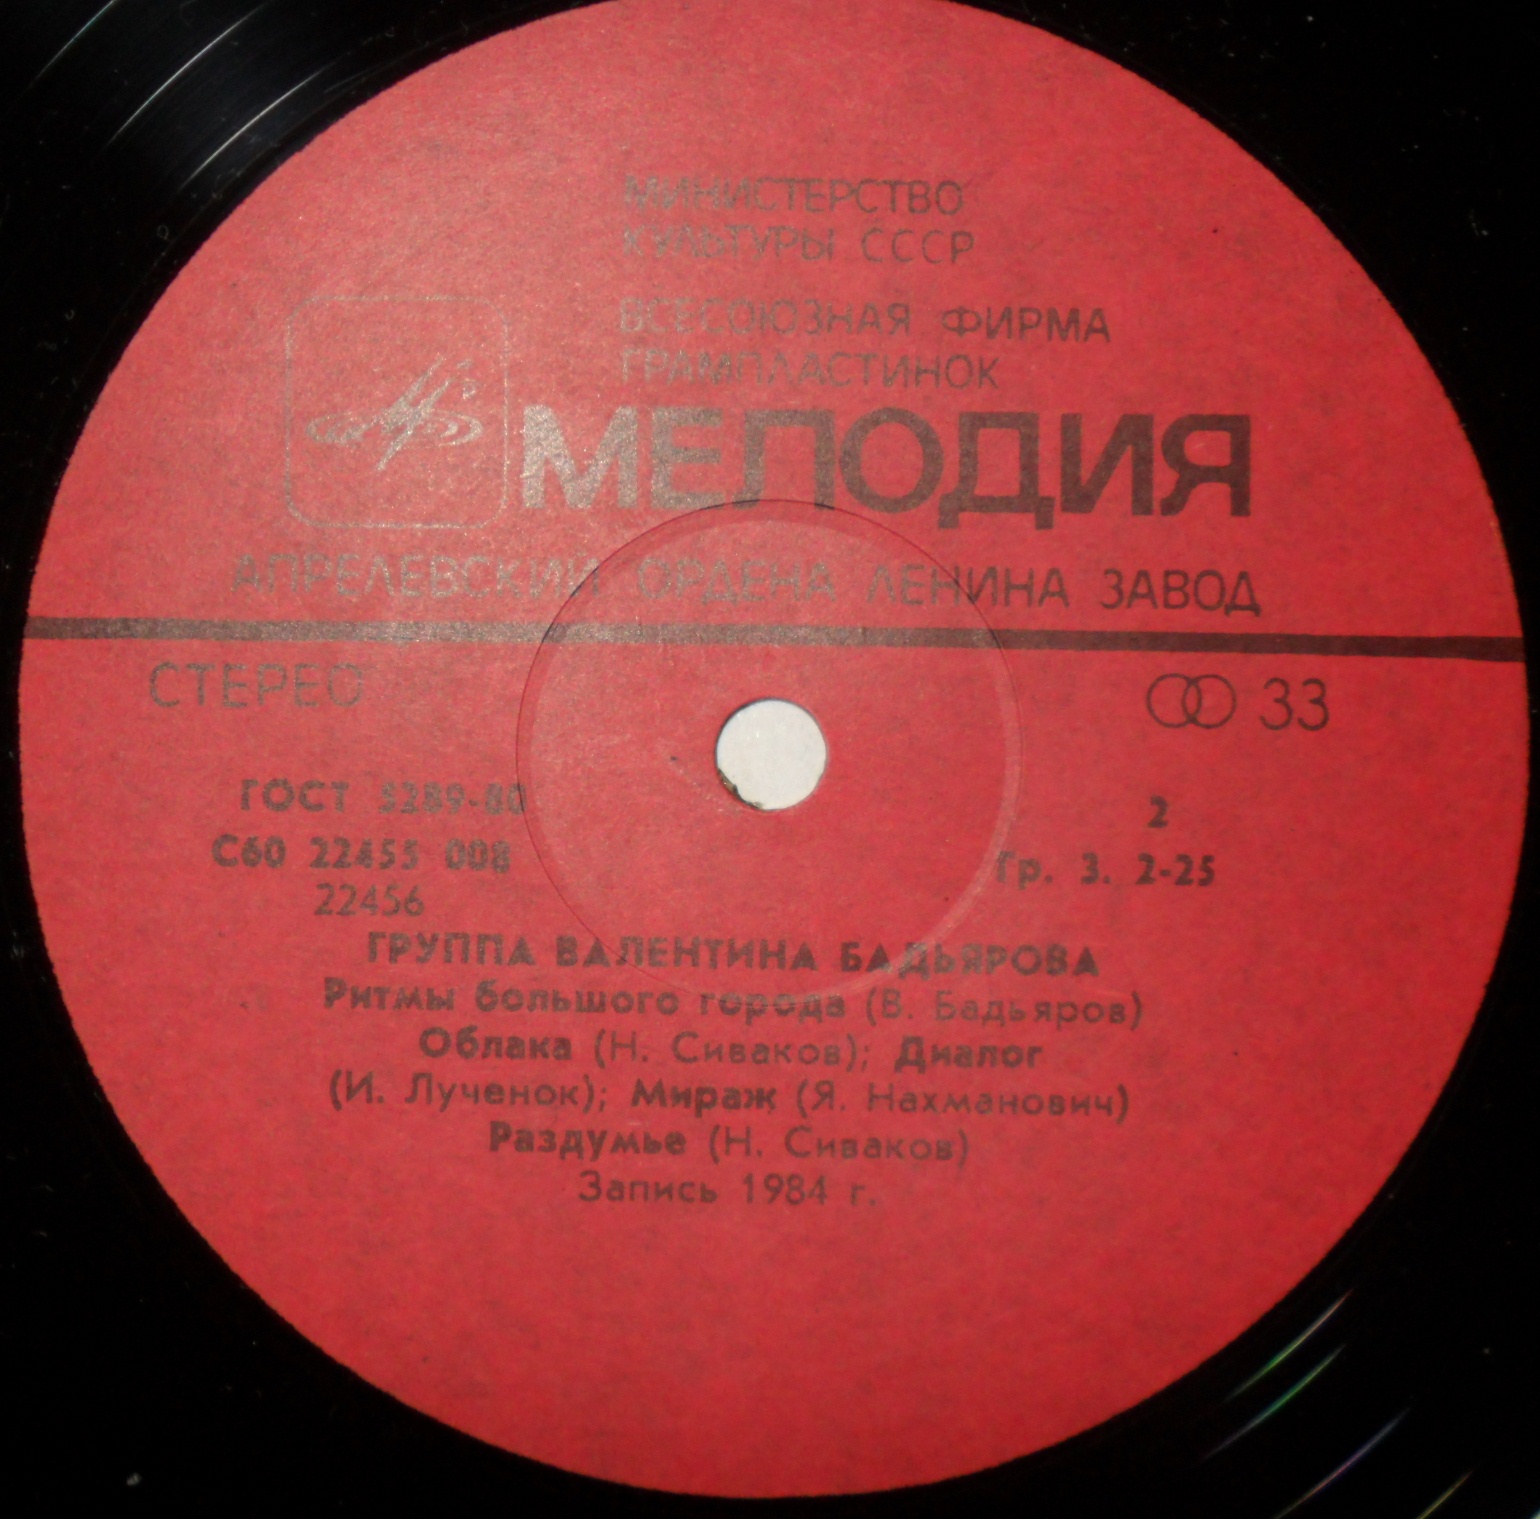 МИНИСТЕРСТВО
КУЛЬТУРЫ СССР
ВСЕСОЮЗНАЯ ФИРМА
ГРАМПЛАСТИНОК
МЕЛОДИЯ
АПРЕЛЕВСКИЙ ОРДЕНА ЛЕНИНА ЗАВОД
СТЕРЕО
33
ГОСТ 5289-80
2
С60 22455 008
Гр. 3. 2-25
22456
ГРУППА ВАЛЕНТИНА БАДЬЯРОВА
Ритмы большого города (В. Бадьяров)
Облака (Н. Сиваков); Диалог
(И. Лученок); Мираж (Я. Нахманович)
Раздумье (Н. Сиваков)
Запись 1984 г.